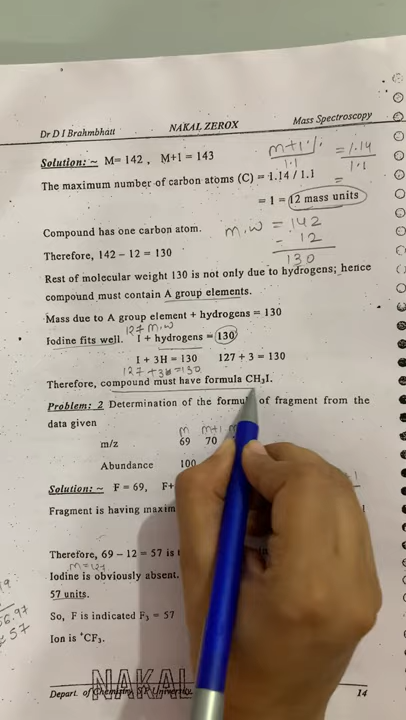 Dr D I Brahmbhatt NAKAL ZEROX Mass Spectroscopy
Solution: ~ M= 142 , M+1 = 143
m+1 % / 1.1 = 1.14 / 1.1
The maximum number of carbon atoms (C) = 1.14 / 1.1 =
= 1 = 12 mass units
Compound has one carbon atom.
m.w = 142
- 12
130
Therefore, 142 – 12 = 130
Rest of molecular weight 130 is not only due to hydrogens; hence
compound must contain A group elements.
Mass due to A group element + hydrogens = 130
127 m.w
Iodine fits well. I + hydrogens = 130
I + 3H = 130 127 + 3 = 130
127 + 3H = 130
Therefore, compound must have formula CH₃I.
Problem: 2 Determination of the formul of fragment from the
data given
m m+1
m/z 69 70
Abundance 100
Solution: ~ F = 69, F+
Fragment is having maxim
Therefore, 69 – 12 = 57 is
m = 127
Iodine is obviously absent.
57 units.
So, F is indicated F₃ = 57
Ion is ⁺CF₃.
56.97
57
NAKAL
Depart. of Chemistry, S P University, 14